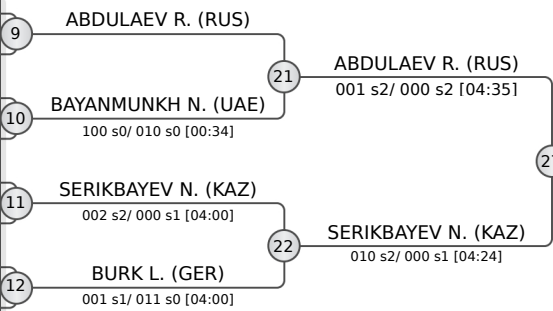 ABDULAEV R. (RUS)
9
21
ABDULAEV R. (RUS)
001 s2/ 000 s2 [04:35]
BAYANMUNKH N. (UAE)
10
100 s0/ 010 s0 [00:34]
SERIKBAYEV N. (KAZ)
11
002 s2/ 000 s1 [04:00]
22
SERIKBAYEV N. (KAZ)
010 s2/ 000 s1 [04:24]
BURK L. (GER)
12
001 s1/ 011 s0 [04:00]